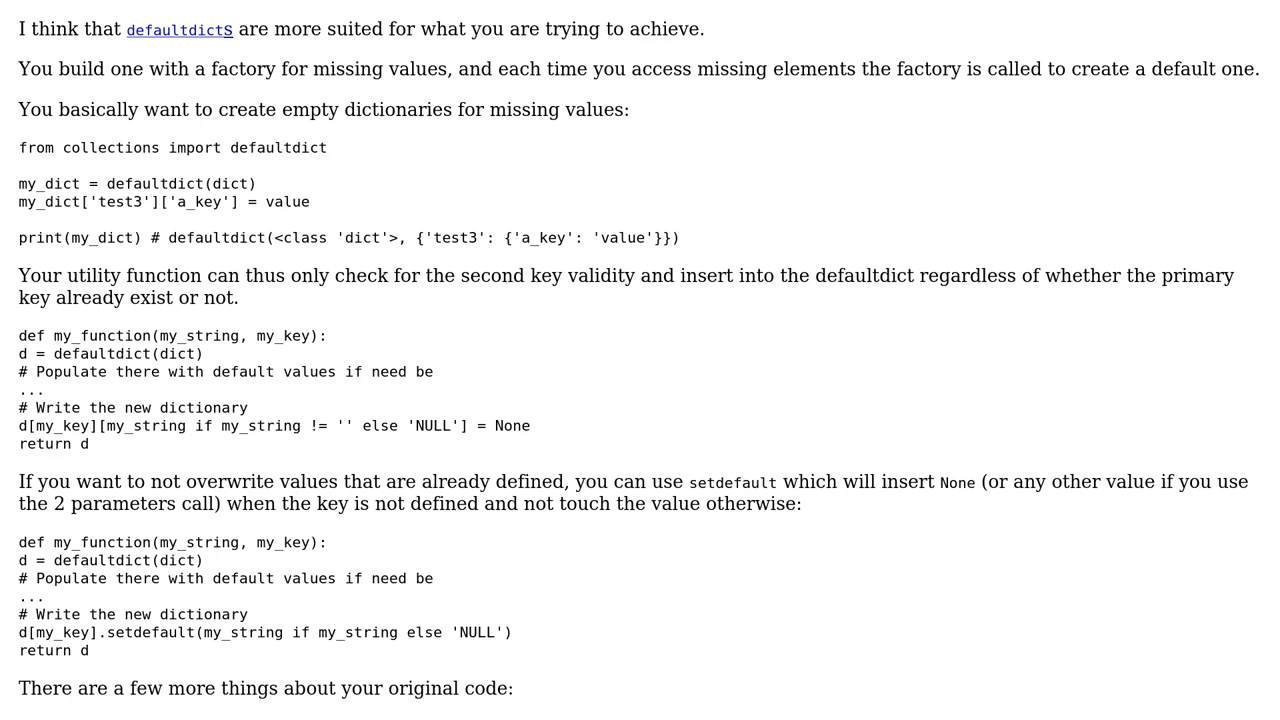 I think that defaultdicts are more suited for what you are trying to achieve.
You build one with a factory for missing values, and each time you access missing elements the factory is called to create a default one.
You basically want to create empty dictionaries for missing values:
from collections import defaultdict
my_dict = defaultdict(dict)
my_dict['test3']['a_key'] = value
print(my_dict) # defaultdict(<class 'dict'>, {'test3': {'a_key': 'value'}})
Your utility function can thus only check for the second key validity and insert into the defaultdict regardless of whether the primary
key already exist or not.
def my_function(my_string, my_key):
d = defaultdict(dict)
# Populate there with default values if need be
...
# Write the new dictionary
d[my_key][my_string if my_string != '' else 'NULL'] = None
return d
If you want to not overwrite values that are already defined, you can use setdefault which will insert None (or any other value if you use
the 2 parameters call) when the key is not defined and not touch the value otherwise:
def my_function(my_string, my_key):
d = defaultdict(dict)
# Populate there with default values if need be
...
# Write the new dictionary
d[my_key].setdefault(my_string if my_string else 'NULL')
return d
There are a few more things about your original code: